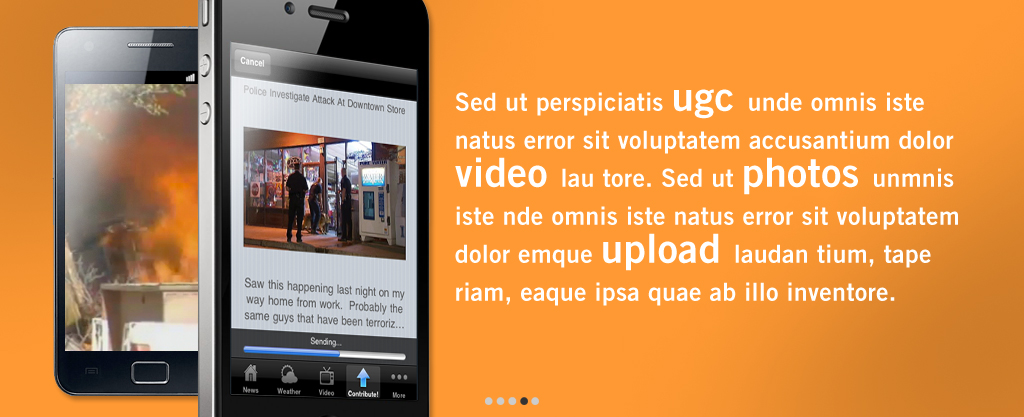 Cancel
Police Investigate Attack At Downtown Store
WATER
Saw this happening last night on my
way home from work. Probably the
same guys that have been terroriz...
Sending...
News Weather Video Contribute! More
Sed ut perspiciatis ugc unde omnis iste
natus error sit voluptatem accusantium dolor
video lau tore. Sed ut photos unmnis
iste nde omnis iste natus error sit voluptatem
dolor emque upload laudan tium, tape
riam, eaque ipsa quae ab illo inventore.